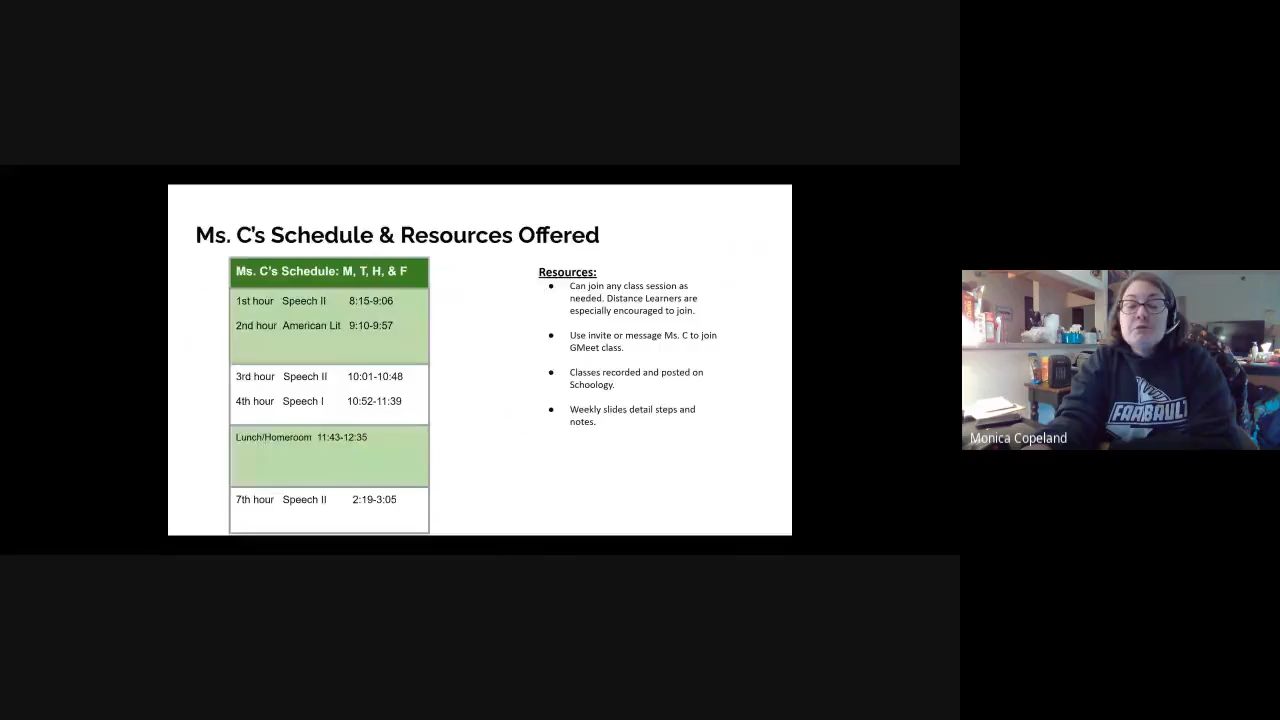 Ms. C's Schedule & Resources Offered
Ms. C's Schedule: M, T, H, & F
1st hour Speech II 8:15-9:06
2nd hour American Lit 9:10-9:57
3rd hour Speech II 10:01-10:48
4th hour Speech I 10:52-11:39
Lunch/Homeroom 11:43-12:35
7th hour Speech II 2:19-3:05
Resources:
● Can join any class session as
needed. Distance Learners are
especially encouraged to join.
● Use invite or message Ms. C to join
GMeet class.
● Classes recorded and posted on
Schoology.
● Weekly slides detail steps and
notes.
FARIBAULT
Monica Copeland